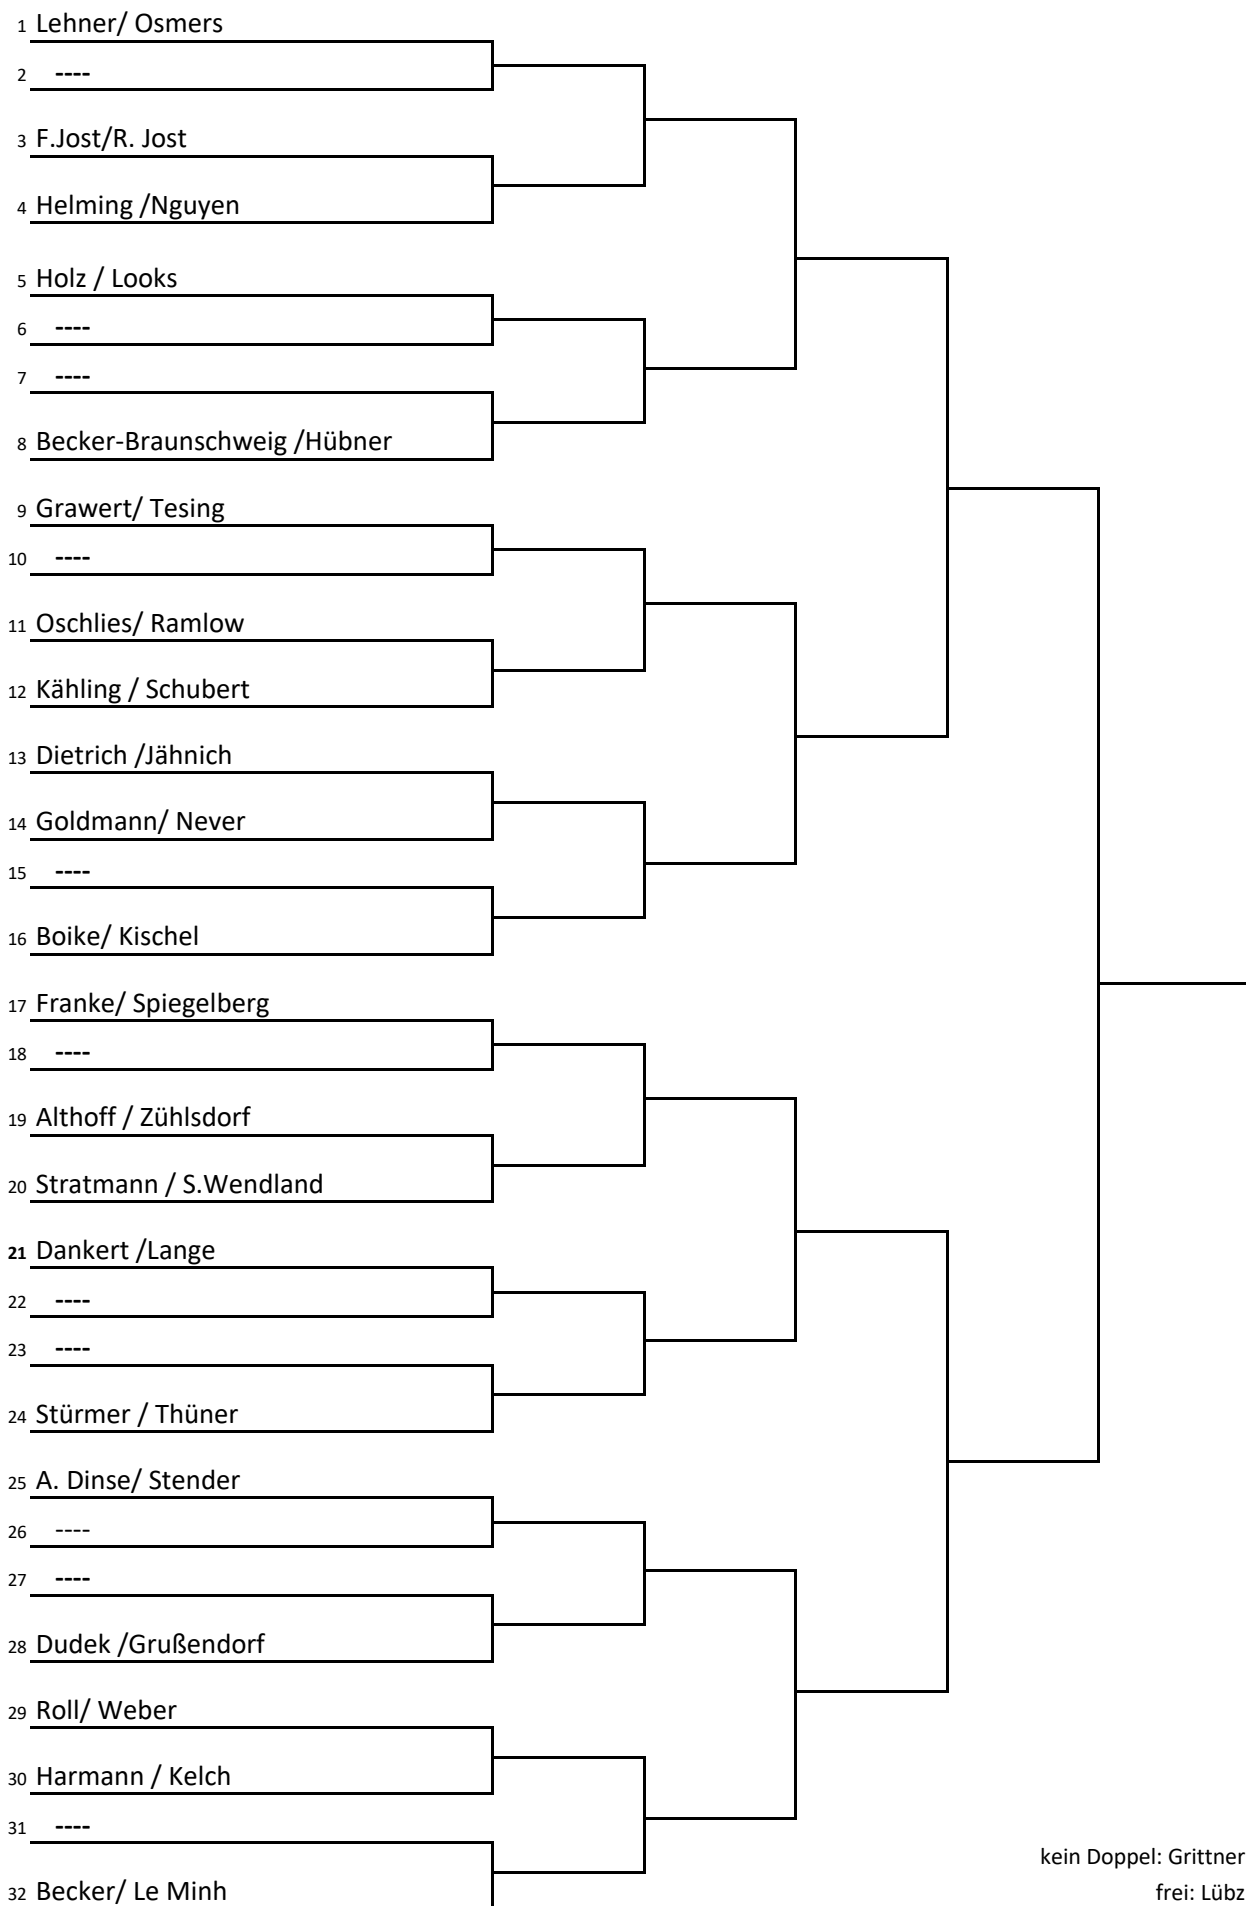 1 Lehner/ Osmers
2 ----
3 F.Jost/R. Jost
4 Helming /Nguyen
5 Holz / Looks
6 ----
7 ----
8 Becker-Braunschweig /Hübner
9 Grawert/ Tesing
10 ----
11 Oschlies/ Ramlow
12 Kähling / Schubert
13 Dietrich /Jähnich
14 Goldmann/ Never
15 ----
16 Boike/ Kischel
17 Franke/ Spiegelberg
18 ----
19 Althoff / Zühlsdorf
20 Stratmann / S.Wendland
21 Dankert /Lange
22 ----
23 ----
24 Stürmer / Thüner
25 A. Dinse/ Stender
26 ----
27 ----
28 Dudek /Grußendorf
29 Roll/ Weber
30 Harmann / Kelch
31 ----
kein Doppel: Grittner
32 Becker/ Le Minh
frei: Lübz